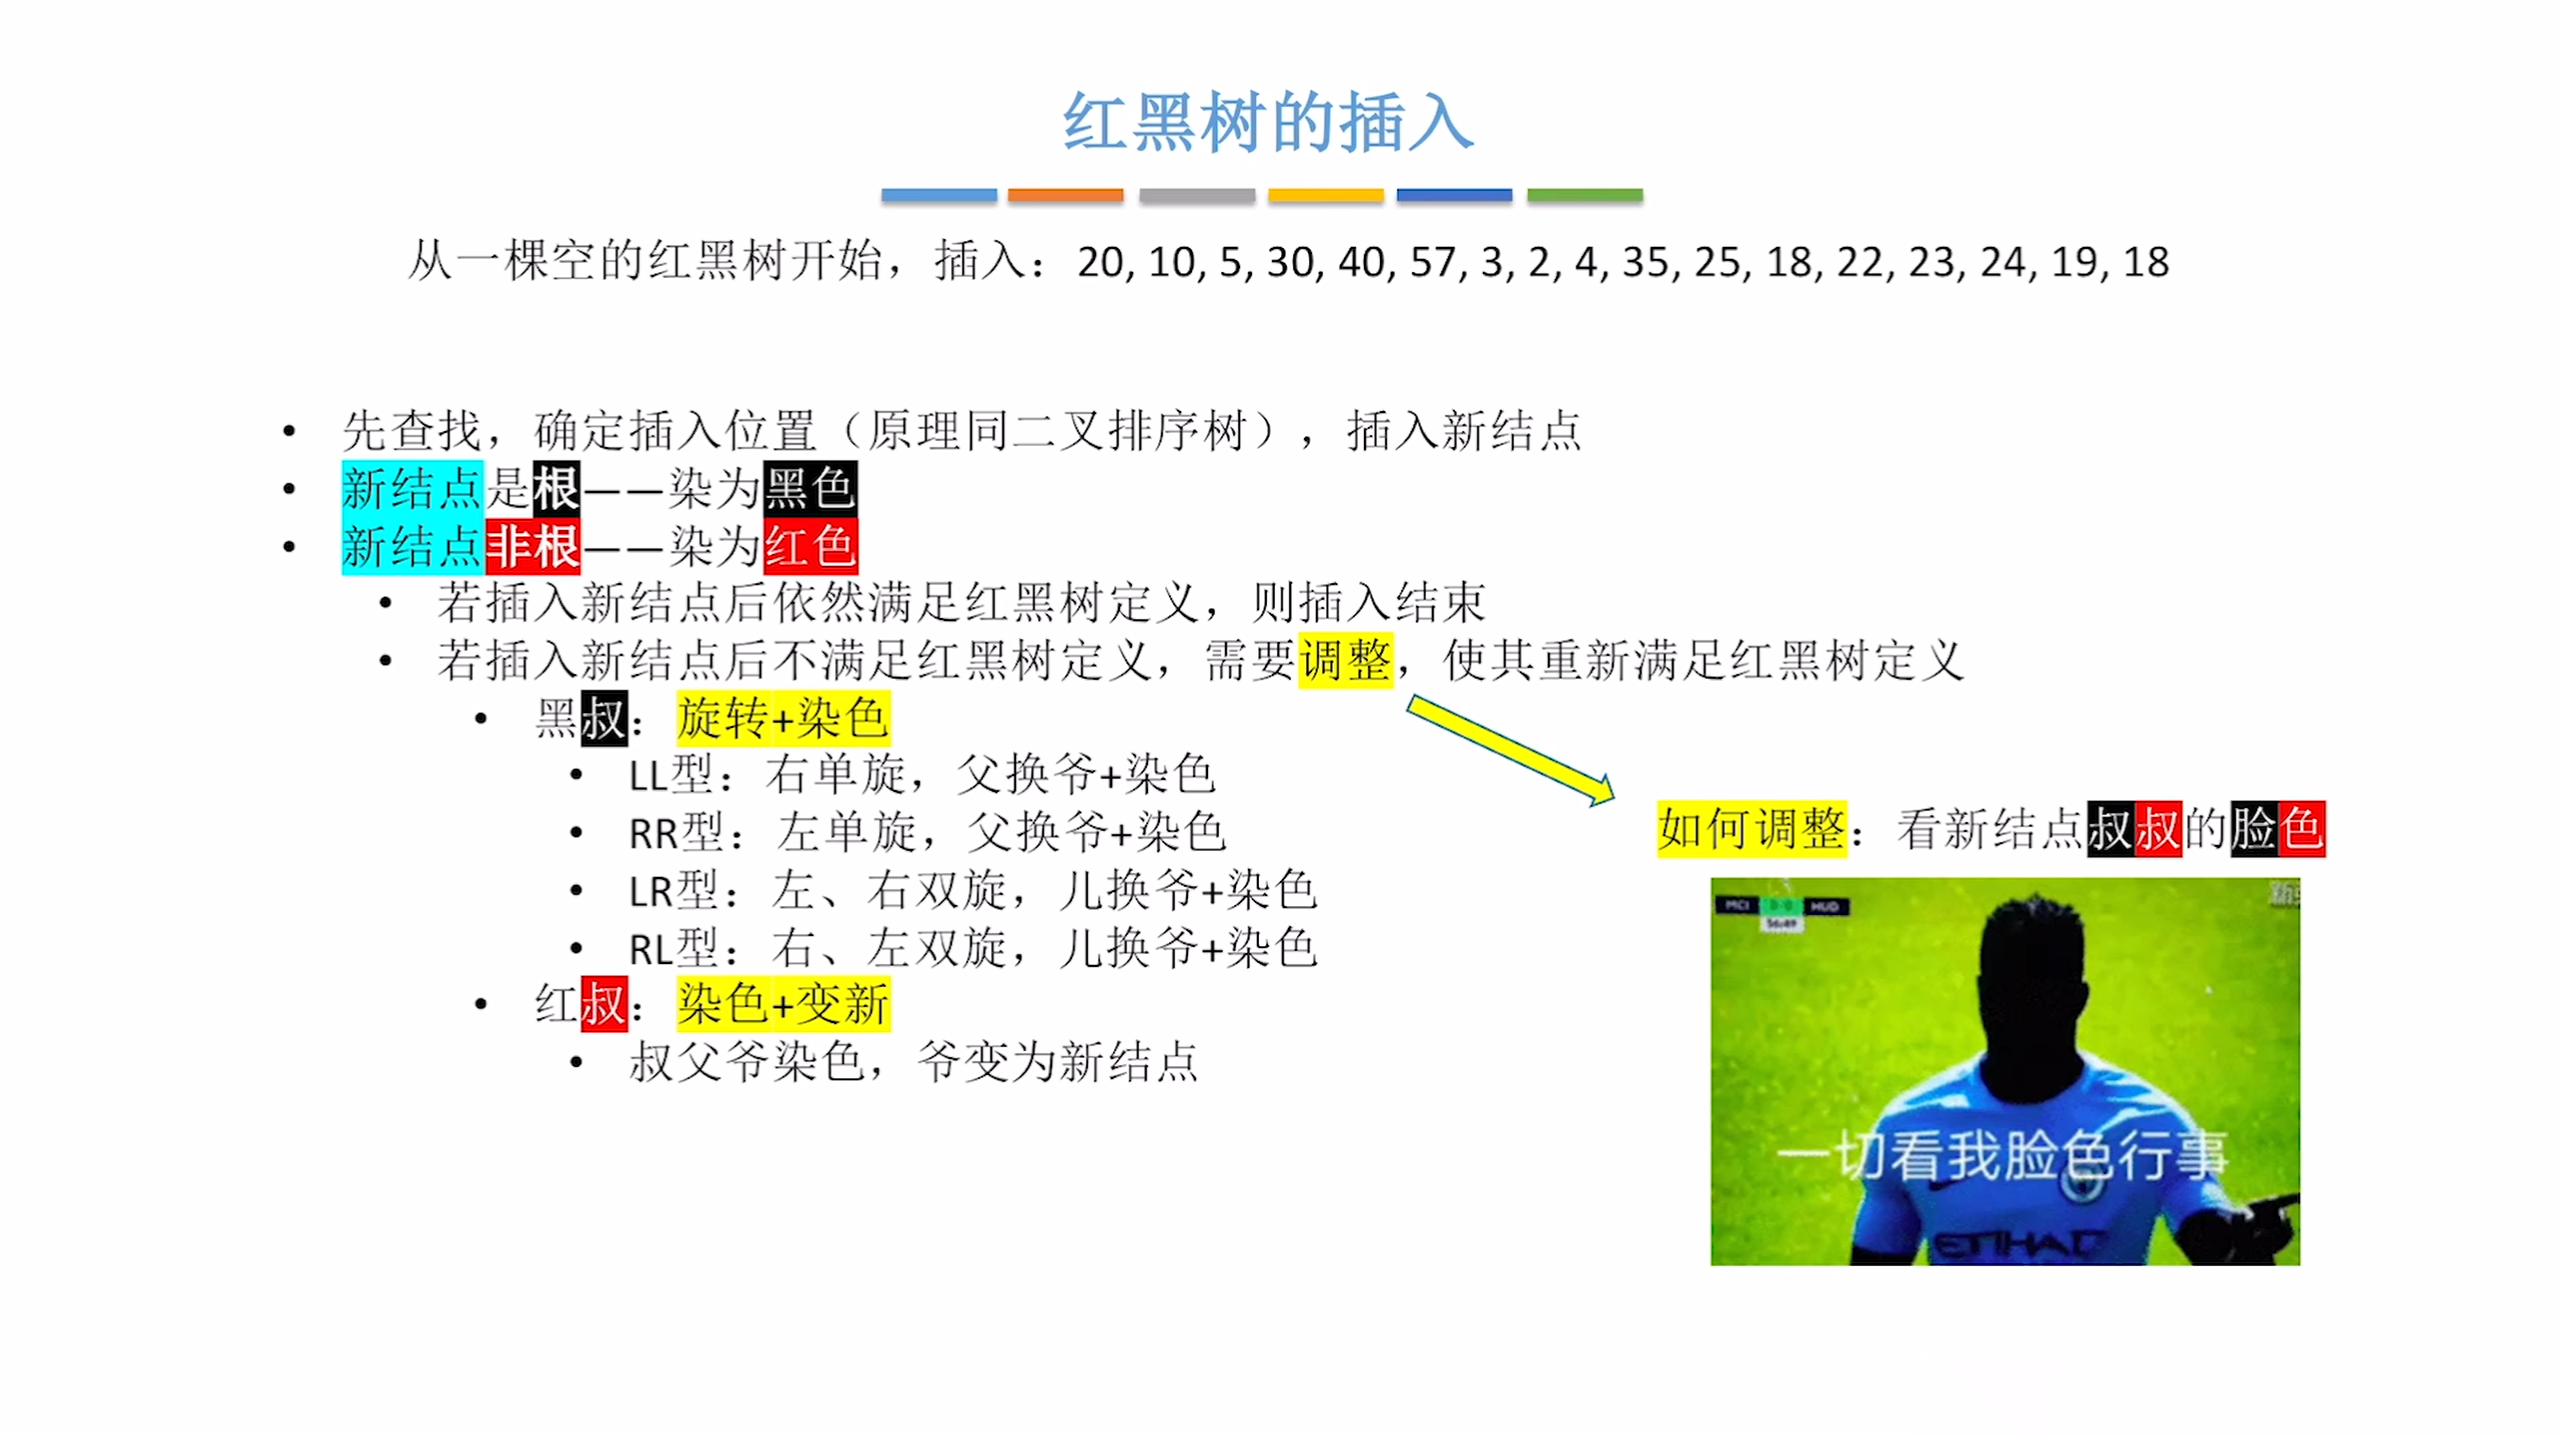 红黑树的插入
从一棵空的红黑树开始，插入：20, 10, 5, 30, 40, 57, 3, 2, 4, 35, 25, 18, 22, 23, 24, 19, 18
• 先查找，确定插入位置（原理同二叉排序树），插入新结点
• 新结点是根——染为黑色
• 新结点非根——染为红色
• 若插入新结点后依然满足红黑树定义，则插入结束
• 若插入新结点后不满足红黑树定义，需要调整，使其重新满足红黑树定义
• 黑叔：旋转+染色
• LL型：右单旋，父换爷+染色
• RR型：左单旋，父换爷+染色
• LR型：左、右双旋，儿换爷+染色
• RL型：右、左双旋，儿换爷+染色
• 红叔：染色+变新
• 叔父爷染色，爷变为新结点
如何调整：看新结点叔叔的脸色
MCI 0-0 HUD
56:49
一切看我脸色行事
ETIHAD